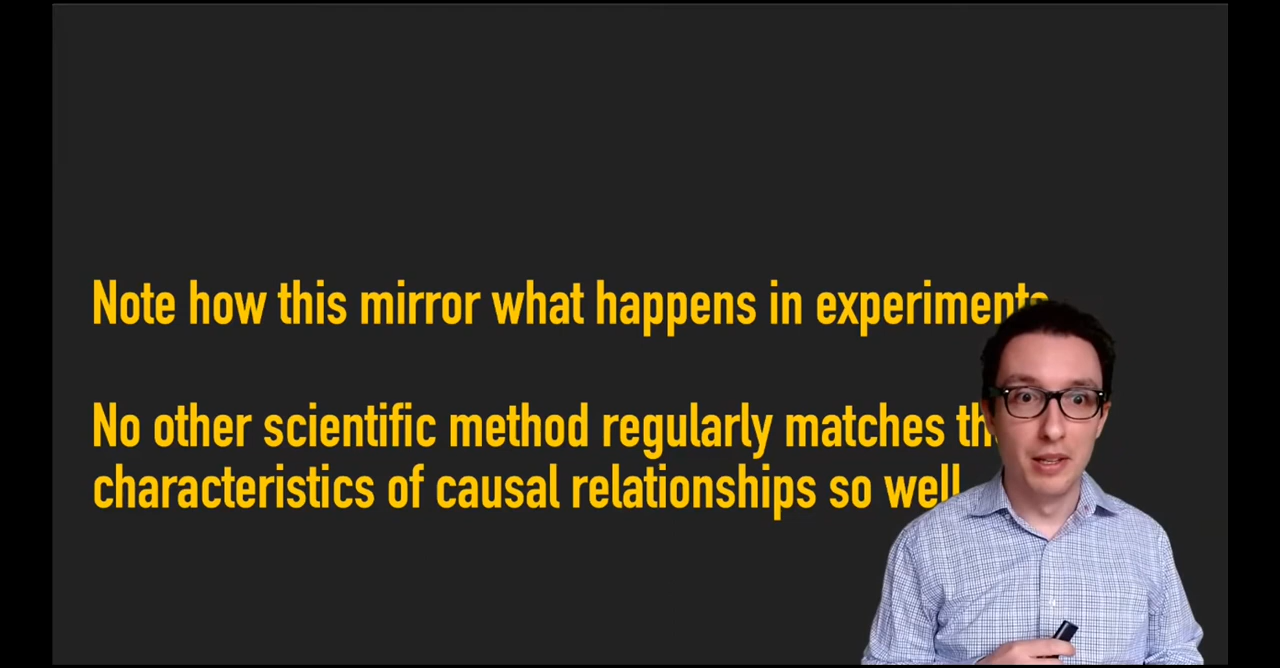 Note how this mirror what happens in experiments
No other scientific method regularly matches
characteristics of causal relationships so well